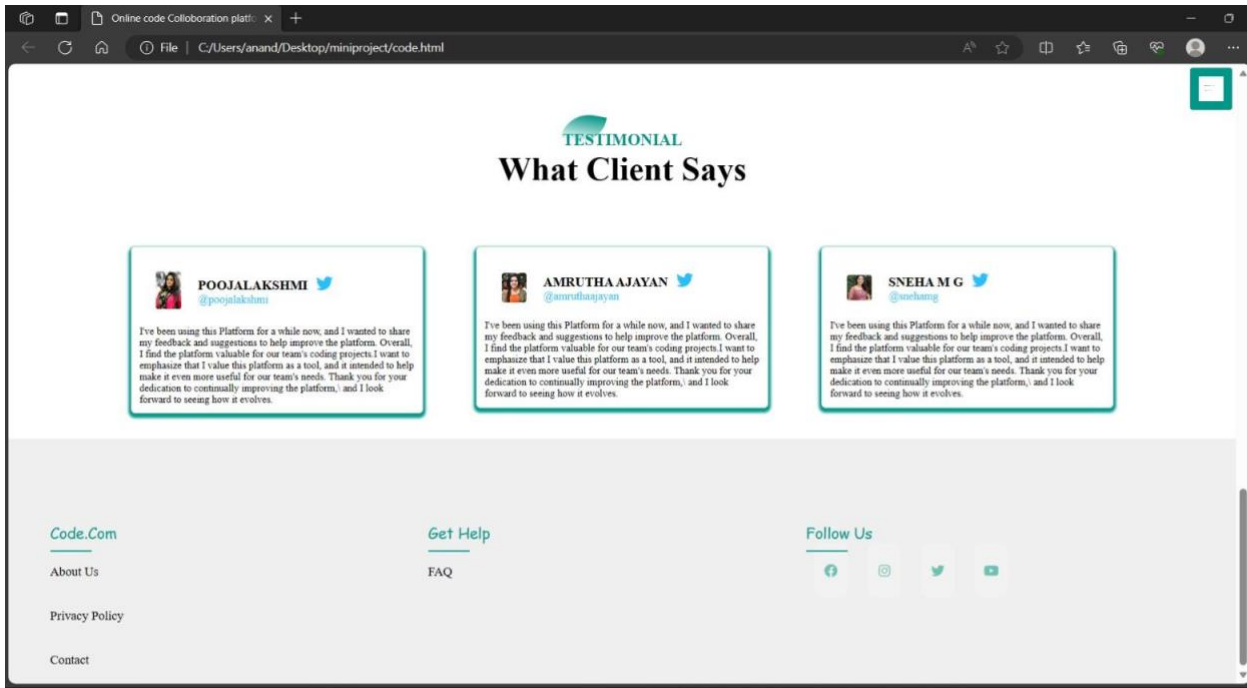 Online code Colloboration platfo
File | C:/Users/anand/Desktop/miniproject/code.html
TESTIMONIAL
What Client Says
POOJALAKSHMI
@poojalakshmi
I've been using this Platform for a while now, and I wanted to share
my feedback and suggestions to help improve the platform. Overall,
I find the platform valuable for our team's coding projects.I want to
emphasize that I value this platform as a tool, and it intended to help
make it even more useful for our team's needs. Thank you for your
dedication to continually improving the platform,\ and I look
forward to seeing how it evolves.
AMRUTHA AJAYAN
@amruthaajayan
I've been using this Platform for a while now, and I wanted to share
my feedback and suggestions to help improve the platform. Overall,
I find the platform valuable for our team's coding projects.I want to
emphasize that I value this platform as a tool, and it intended to help
make it even more useful for our team's needs. Thank you for your
dedication to continually improving the platform,\ and I look
forward to seeing how it evolves.
SNEHA M G
@snehamg
I've been using this Platform for a while now, and I wanted to share
my feedback and suggestions to help improve the platform. Overall,
I find the platform valuable for our team's coding projects.I want to
emphasize that I value this platform as a tool, and it intended to help
make it even more useful for our team's needs. Thank you for your
dedication to continually improving the platform,\ and I look
forward to seeing how it evolves.
Code.Com
About Us
Privacy Policy
Contact
Get Help
FAQ
Follow Us